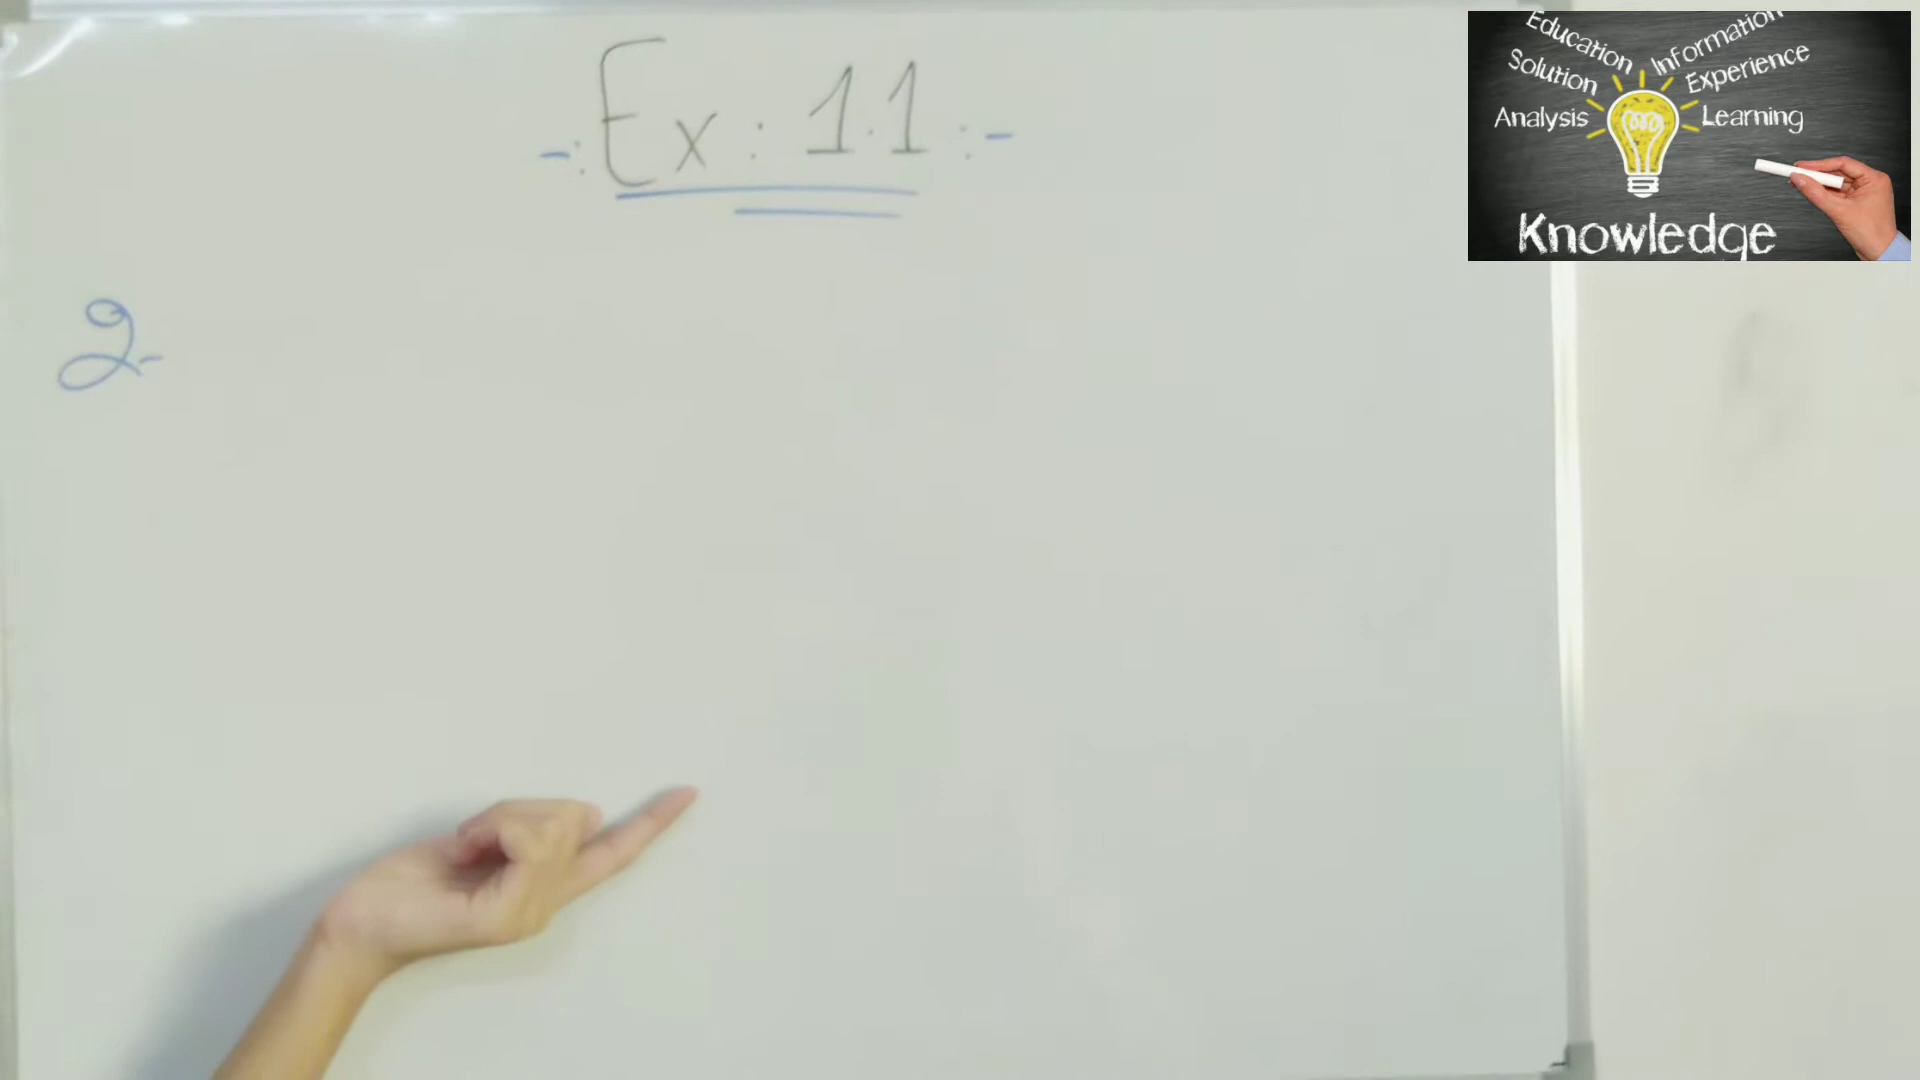 -: Ex : 1.1 :-
2-
Education
Information
Solution
Experience
Analysis
Learning
Knowledge